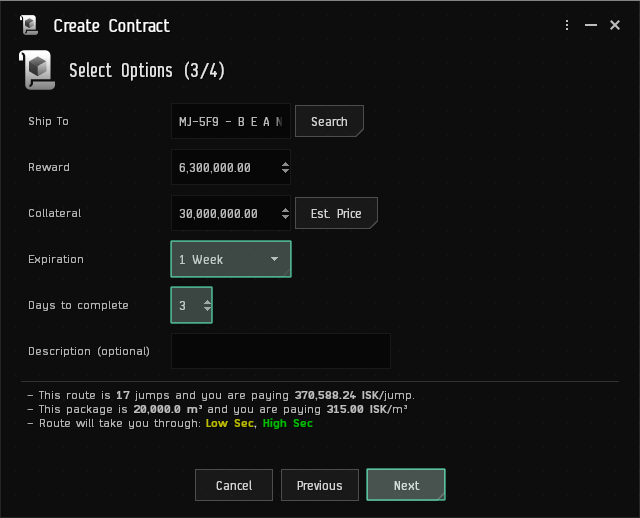 Create Contract
Select Options (3/4)
Ship To MJ-5F9 - B E A N Search
Reward 6,300,000.00
Collateral 30,000,000.00 Est. Price
Expiration 1 Week
Days to complete 3
Description (optional)
- This route is 17 jumps and you are paying 370,588.24 ISK/jump.
- This package is 20,000.0 m³ and you are paying 315.00 ISK/m³
- Route will take you through: Low Sec, High Sec
Cancel Previous Next